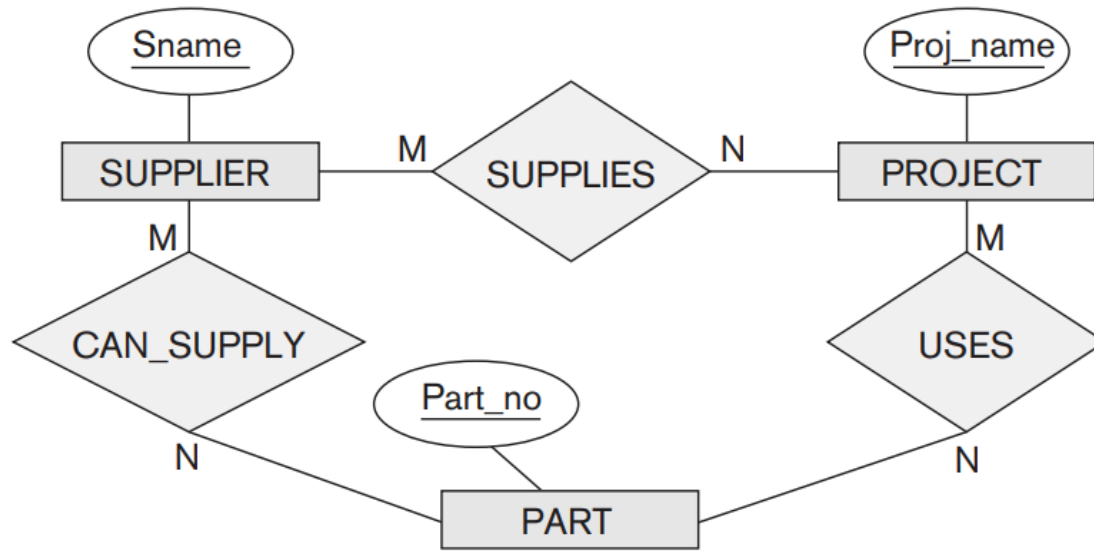 Sname
Proj_name
M
N
SUPPLIER
SUPPLIES
PROJECT
M
M
CAN_SUPPLY
USES
Part_no
N
N
PART